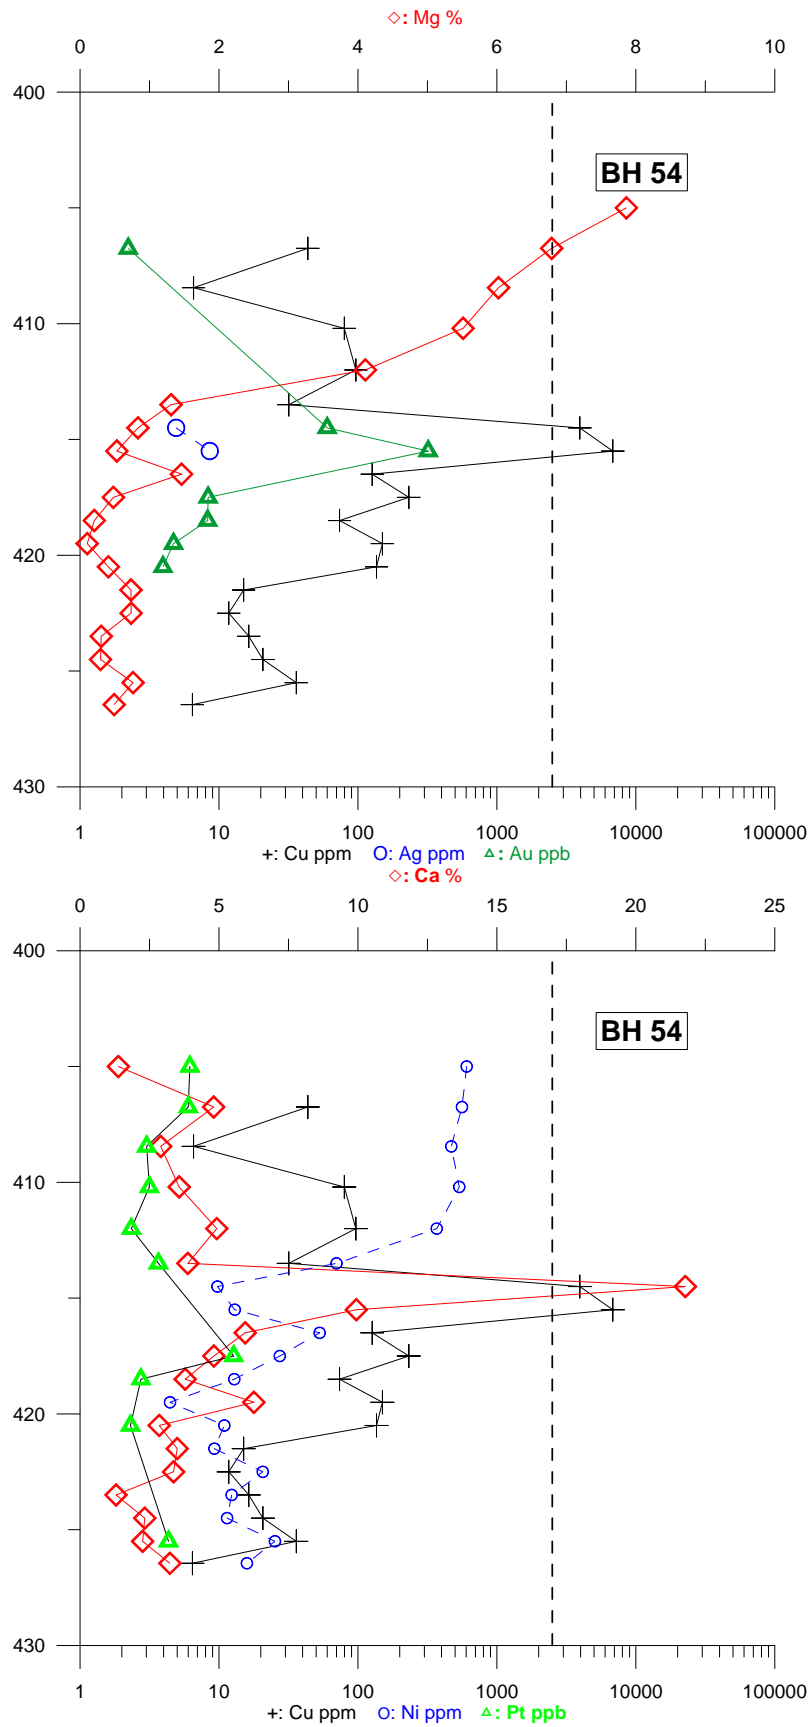 ◇: Mg %
0 2 4 6 8 10
400
BH 54
410
420
430
1 10 100 1000 10000 100000
+: Cu ppm O: Ag ppm △: Au ppb
◇: Ca %
0 5 10 15 20 25
400
BH 54
410
420
430
1 10 100 1000 10000 100000
+: Cu ppm O: Ni ppm △: Pt ppb